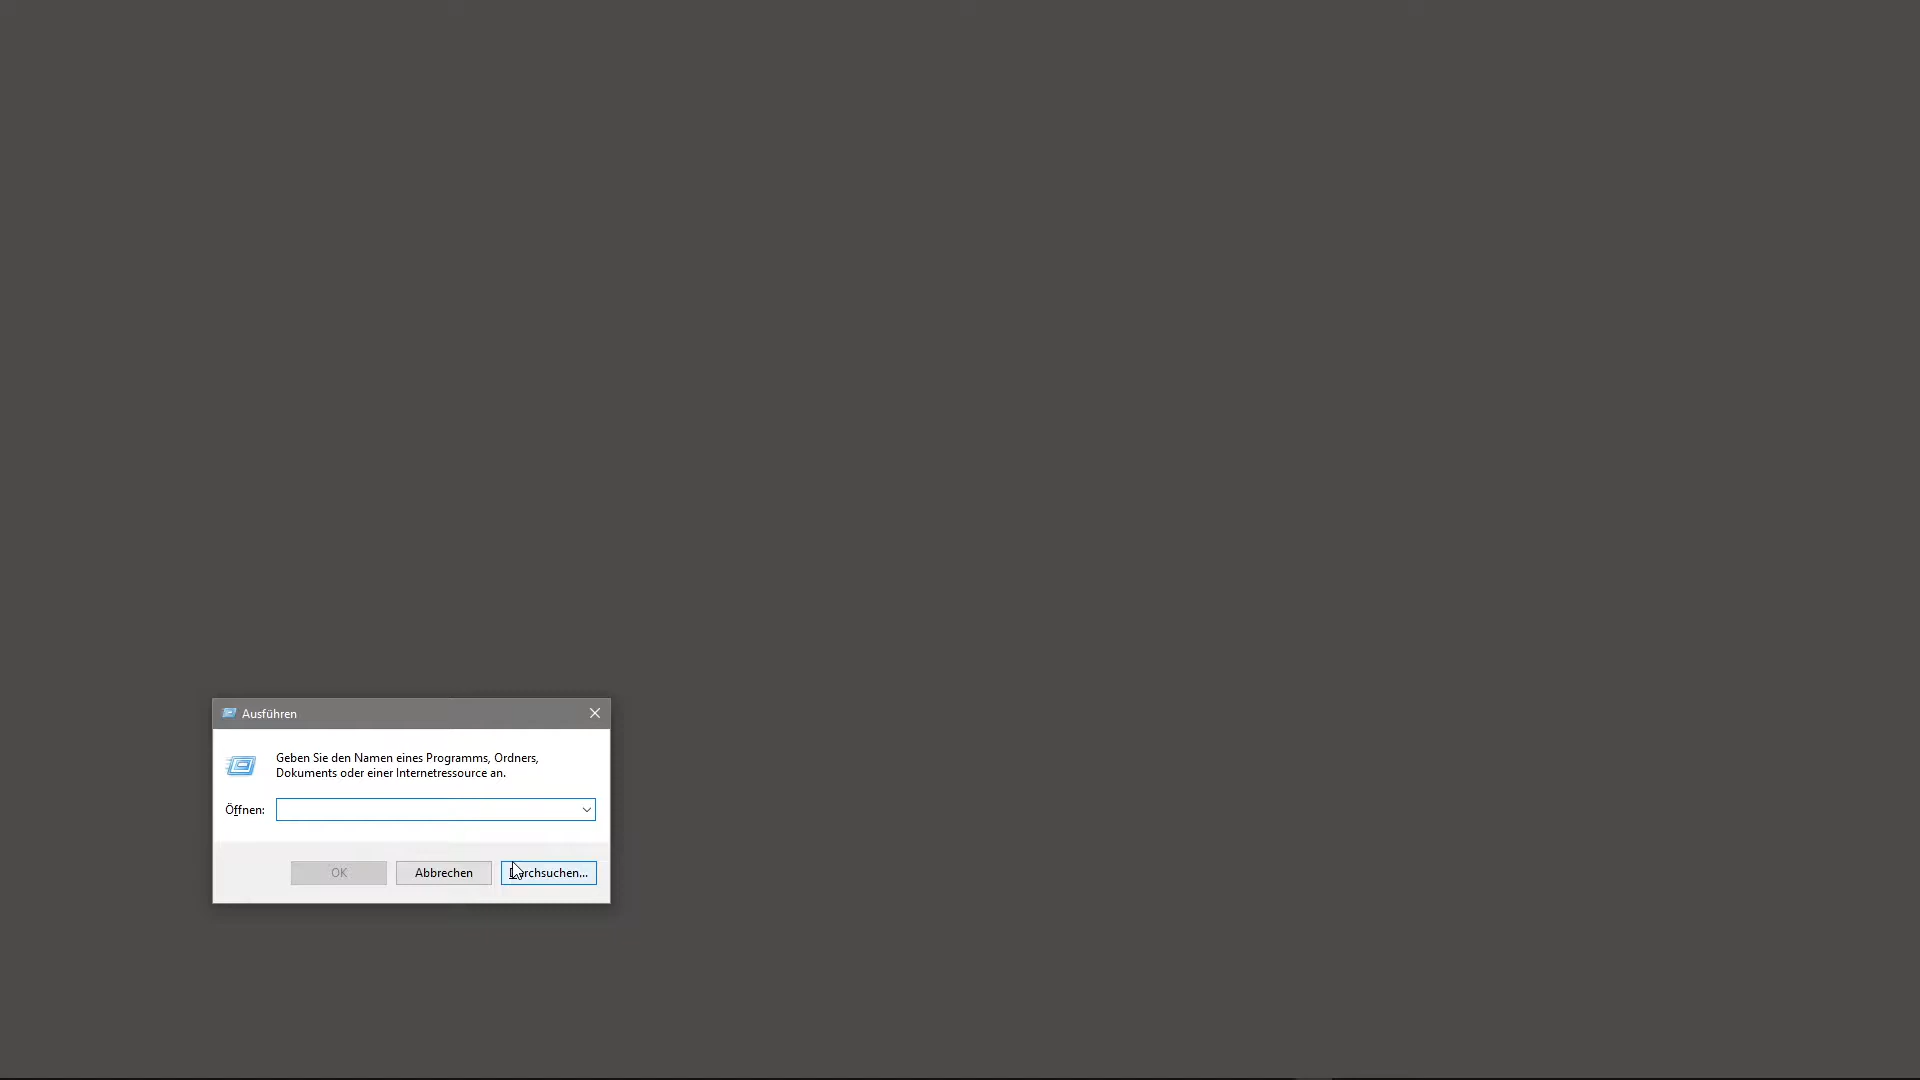 Ausführen
Geben Sie den Namen eines Programms, Ordners,
Dokuments oder einer Internetressource an.
Öffnen:
OK
Abbrechen